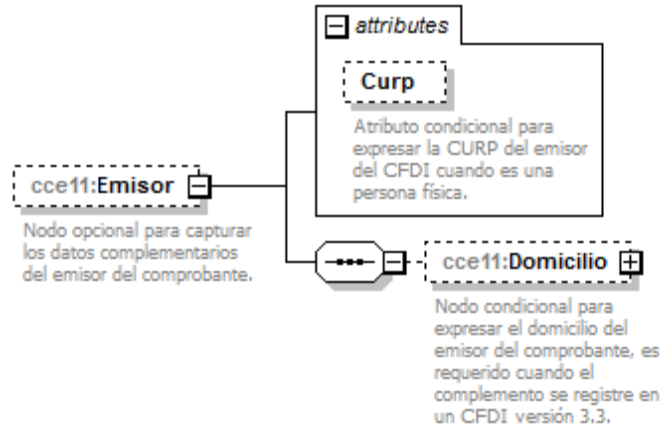 attributes
Curp
Atributo condicional para
expresar la CURP del emisor
del CFDI cuando es una
persona física.
cce11:Emisor
Nodo opcional para capturar
los datos complementarios
del emisor del comprobante.
cce11:Domicilio
Nodo condicional para
expresar el domicilio del
emisor del comprobante, es
requerido cuando el
complemento se registre en
un CFDI versión 3.3.